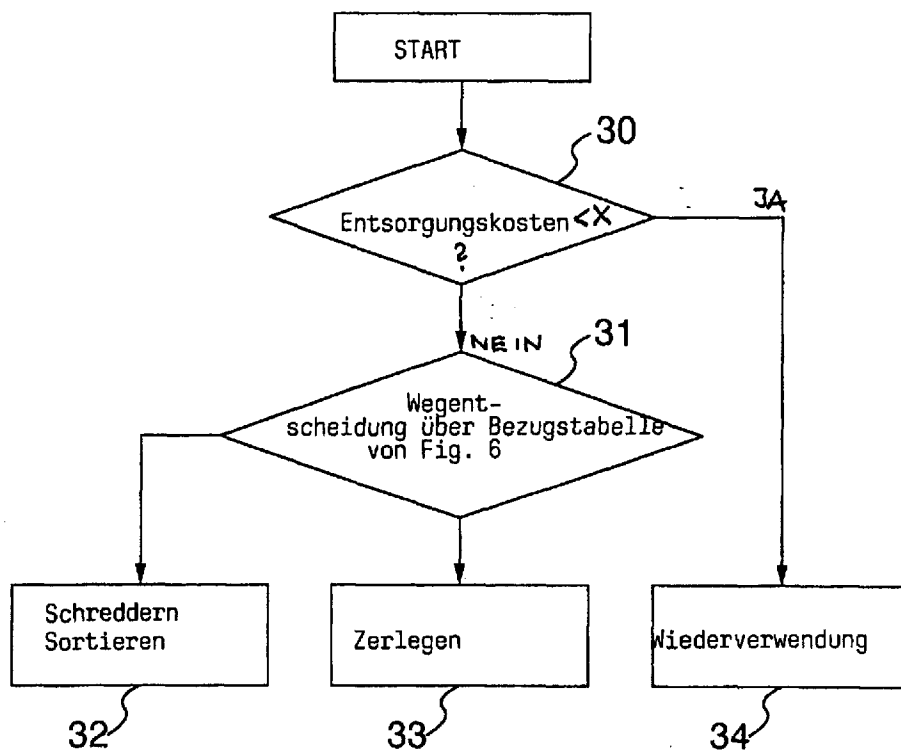 START
30
JA
Entsorgungskosten <X
?
NEIN
31
Wegent-
scheidung über Bezugstabelle
von Fig. 6
Schreddern
Sortieren
Zerlegen
Wiederverwendung
32
33
34